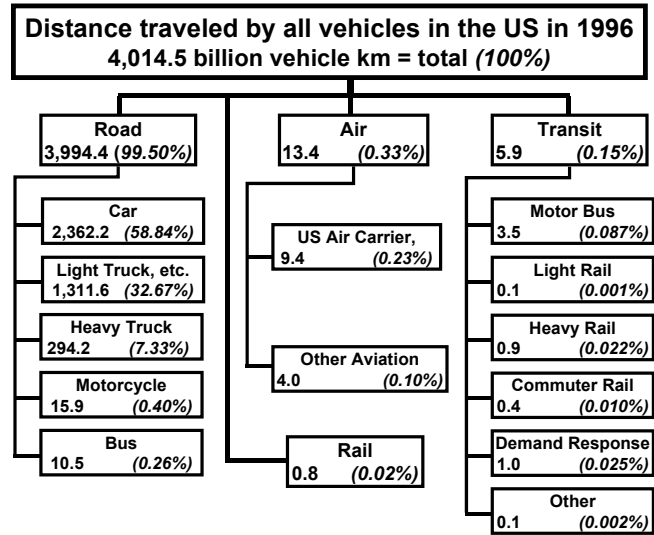 Distance traveled by all vehicles in the US in 1996
4,014.5 billion vehicle km = total (100%)
Road
3,994.4 (99.50%)
Car
2,362.2 (58.84%)
Light Truck, etc.
1,311.6 (32.67%)
Heavy Truck
294.2 (7.33%)
Motorcycle
15.9 (0.40%)
Bus
10.5 (0.26%)
Air
13.4 (0.33%)
US Air Carrier,
9.4 (0.23%)
Other Aviation
4.0 (0.10%)
Rail
0.8 (0.02%)
Transit
5.9 (0.15%)
Motor Bus
3.5 (0.087%)
Light Rail
0.1 (0.001%)
Heavy Rail
0.9 (0.022%)
Commuter Rail
0.4 (0.010%)
Demand Response
1.0 (0.025%)
Other
0.1 (0.002%)